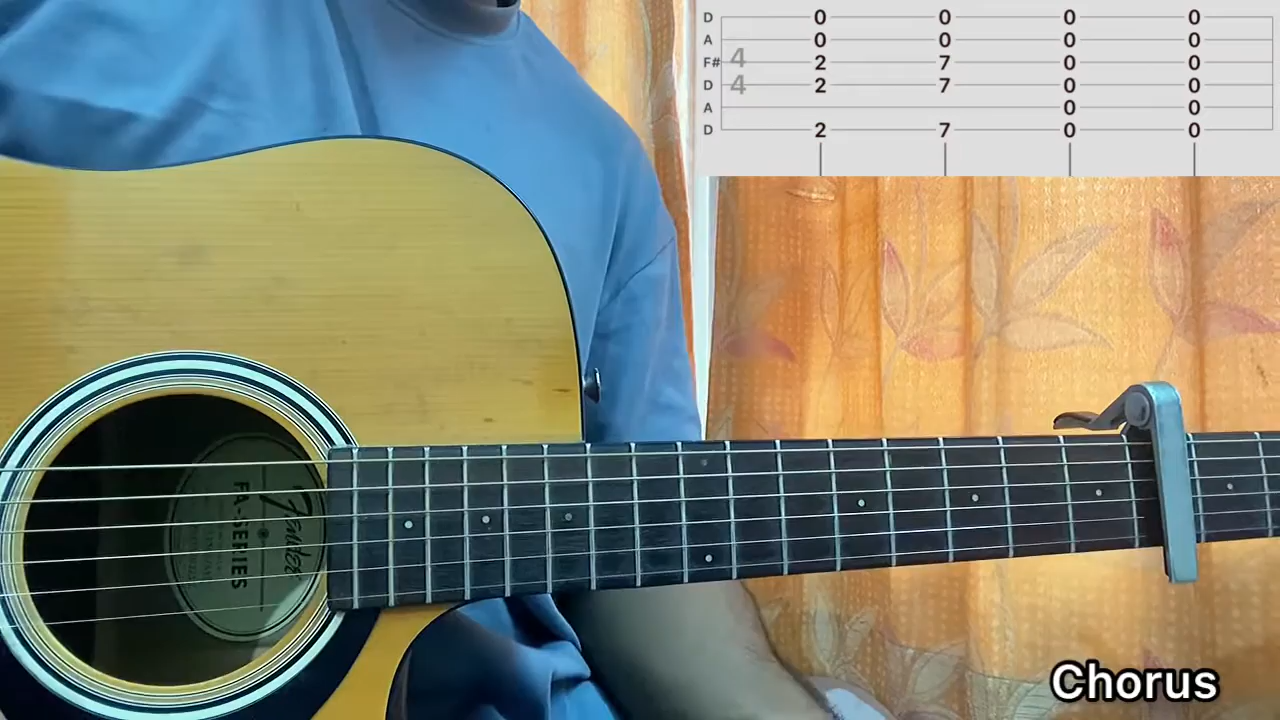 D 0 0 0 0
A 0 0 0 0
F# 2 7 0 0
D 2 7 0 0
A 0 0
D 2 7 0 0
4
4
Fender
FA-SERIES
Chorus